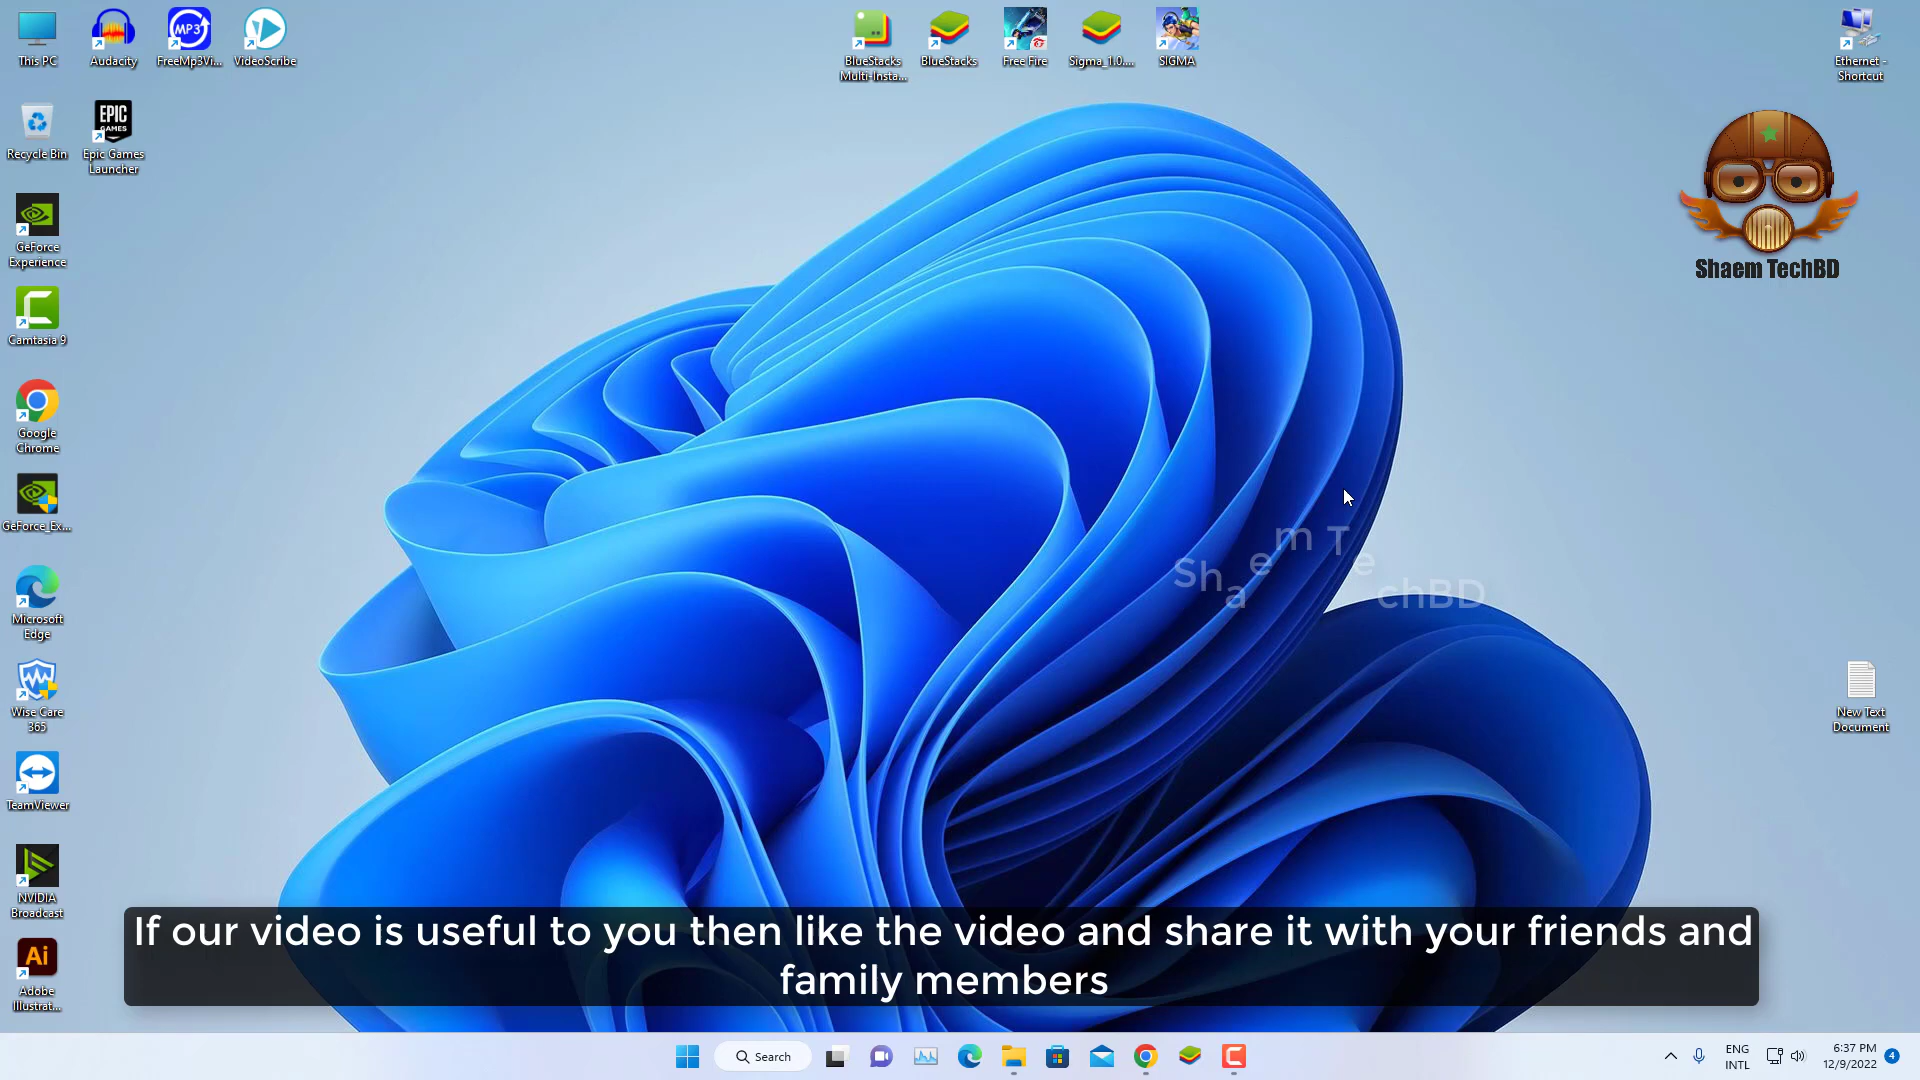 This PC
Audacity
FreeMp3Vi...
VideoScribe
BlueStacks
Multi-Insta...
BlueStacks
Free Fire
Sigma_1.0....
SIGMA
Ethernet -
Shortcut
MP3
EPIC
GAMES
Recycle Bin
Epic Games
Launcher
Shaem TechBD
GeForce
Experience
Camtasia 9
Google
Chrome
GeForce_Ex...
Shaem TechBD
Microsoft
Edge
Wise Care
365
New Text
Document
TeamViewer
NVIDIA
Broadcast
If our video is useful to you then like the video and share it with your friends and
family members
Ai
Adobe
Illustrat...
Search
ENG
INTL
6:37 PM
12/9/2022
4